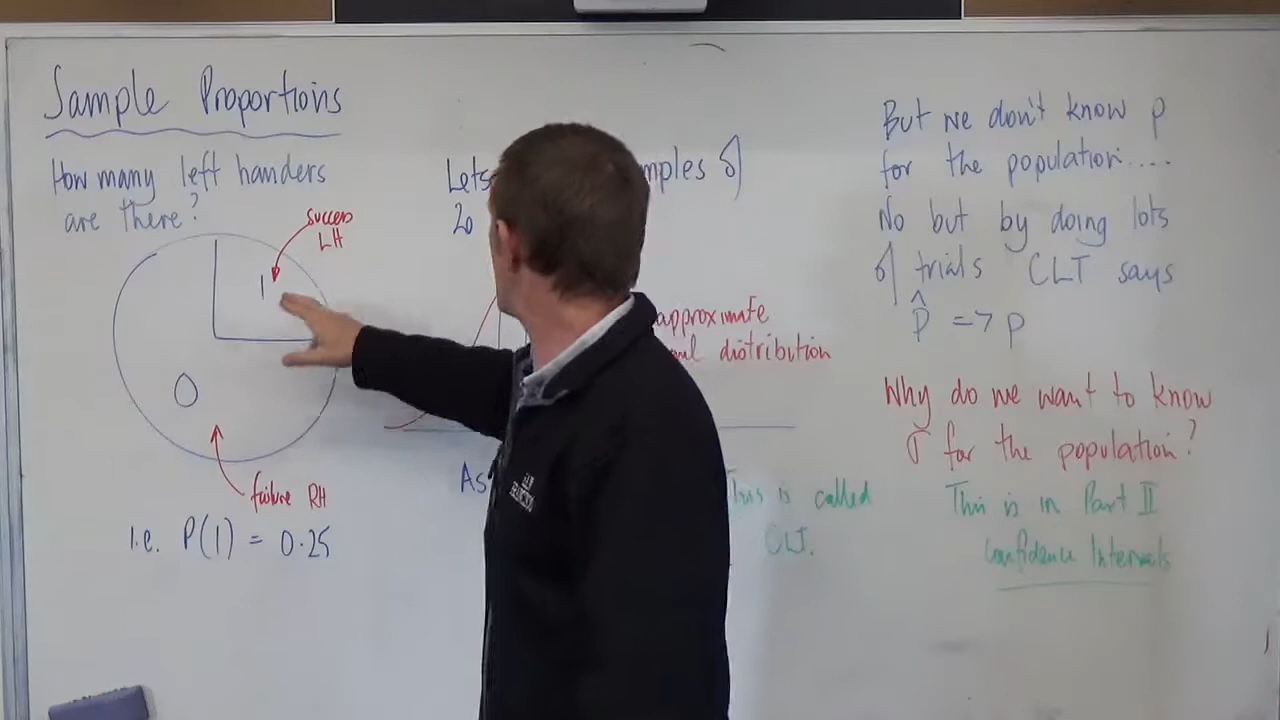 Sample Proportions
How many left handers
are there?
success
LH
1
0
failure RH
i.e. P(1) = 0.25
Lets
20
mples of
approximate
distribution
As
This is called
CLT.
But we don't know p
for the population....
No but by doing lots
of trials CLT says
p̂ => p
Why do we want to know
σ for the population?
This is in Part II
Confidence Intervals